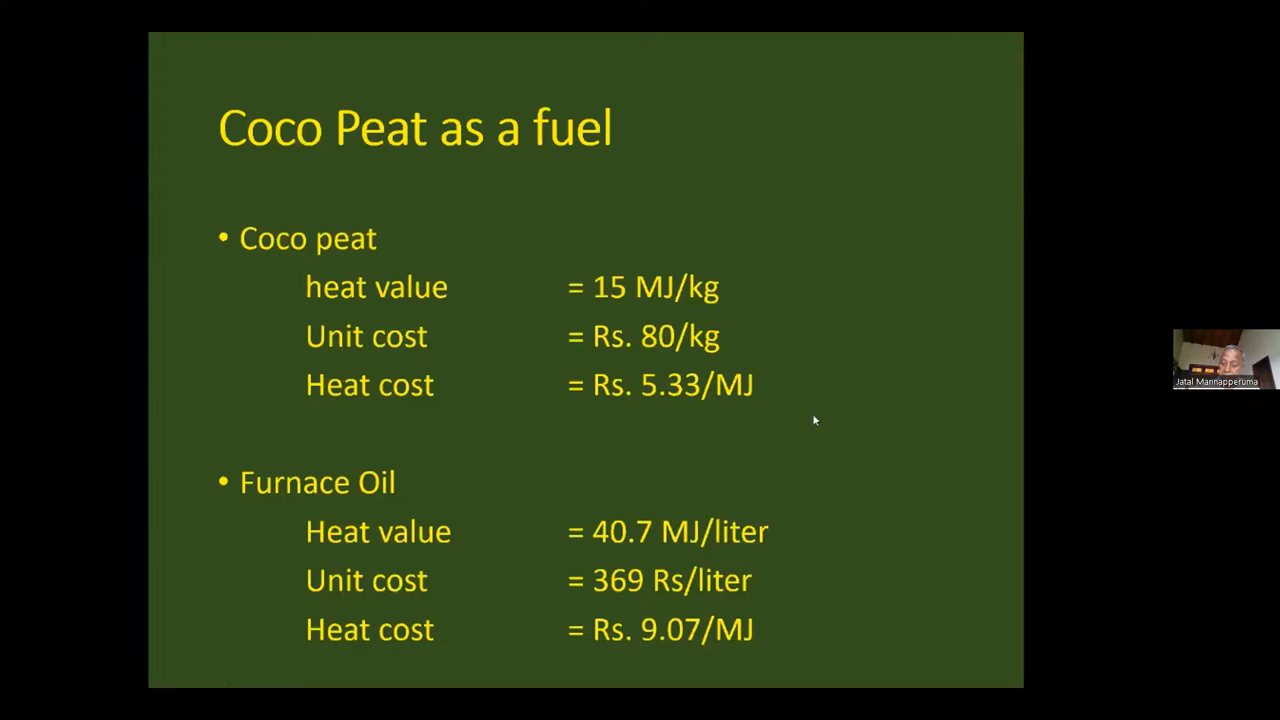 Coco Peat as a fuel
• Coco peat
heat value = 15 MJ/kg
Unit cost = Rs. 80/kg
Heat cost = Rs. 5.33/MJ
• Furnace Oil
Heat value = 40.7 MJ/liter
Unit cost = 369 Rs/liter
Heat cost = Rs. 9.07/MJ
Jatal Mannapperuma